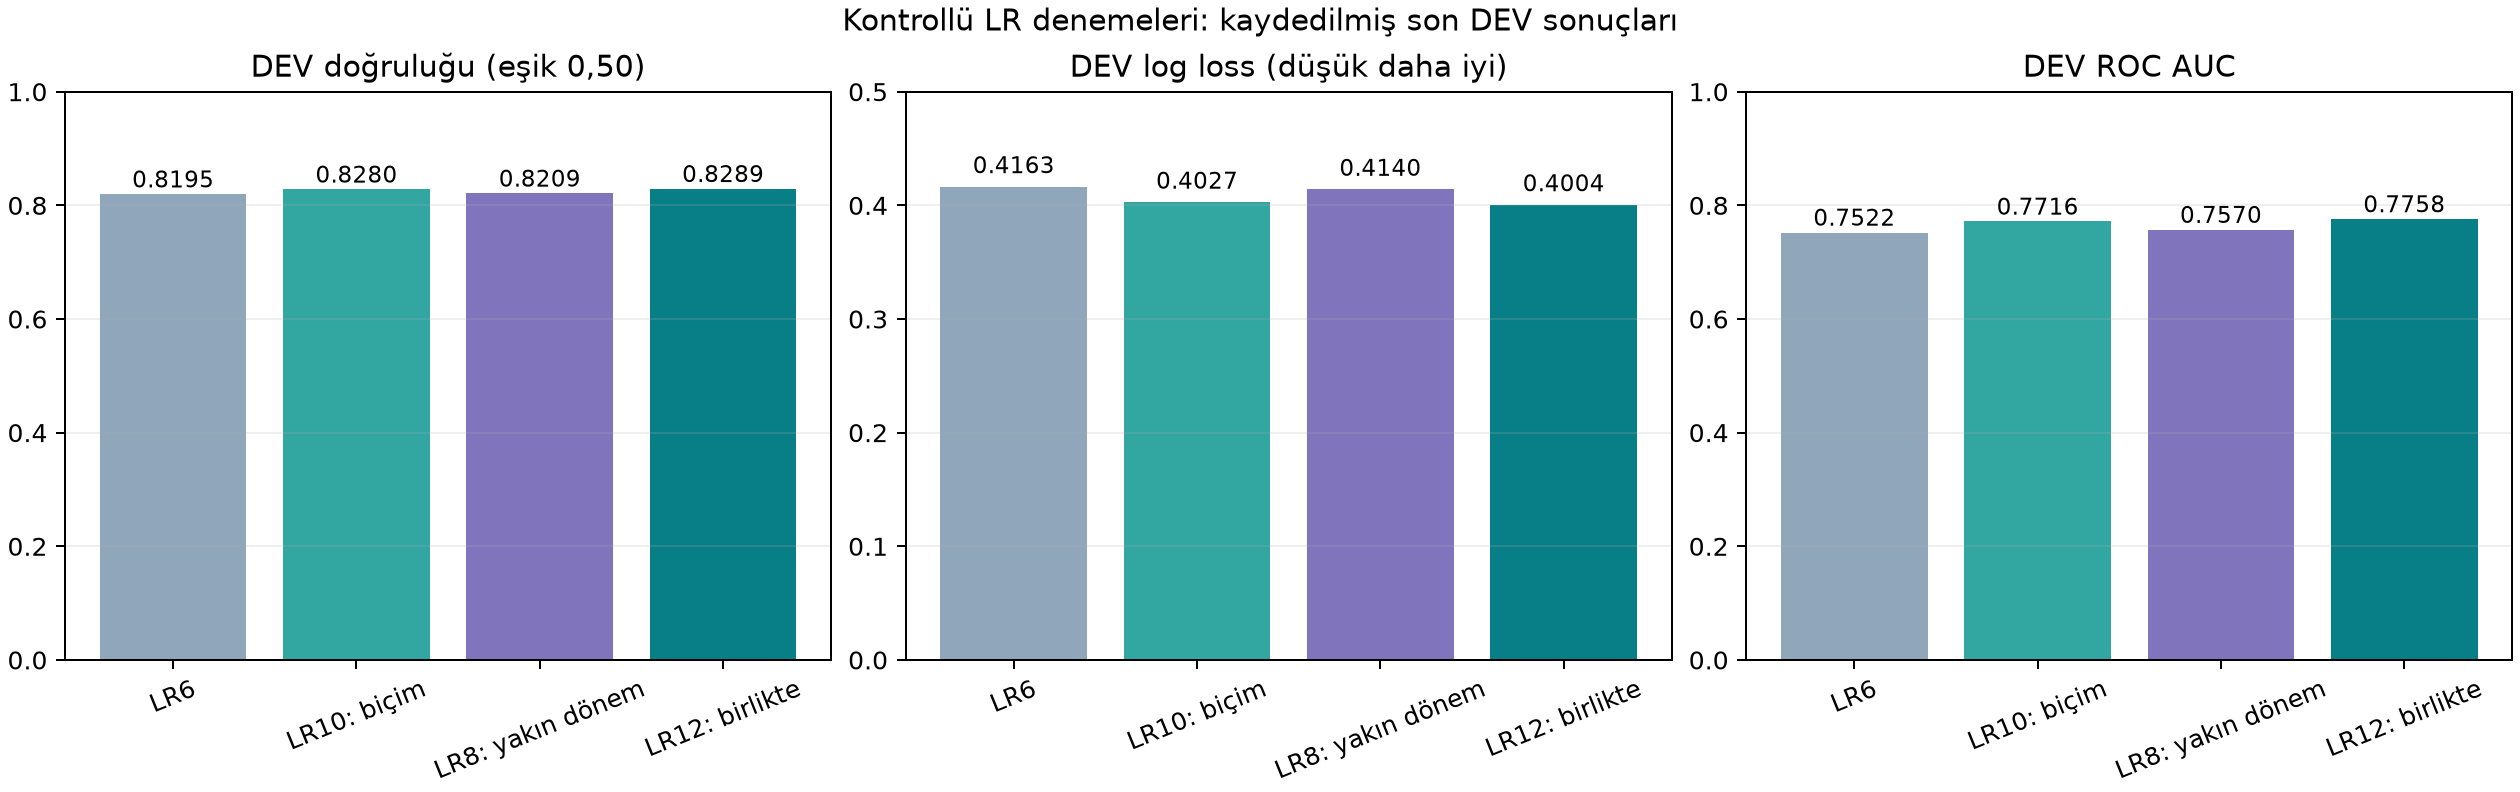 Kontrollü LR denemeleri: kaydedilmiş son DEV sonuçları
DEV doğruluğu (eşik 0,50)
1.0
0.8
0.6
0.4
0.2
0.0
0.8195
0.8280
0.8209
0.8289
LR6
LR10: biçim
LR8: yakın dönem
LR12: birlikte
DEV log loss (düşük daha iyi)
0.5
0.4
0.3
0.2
0.1
0.0
0.4163
0.4027
0.4140
0.4004
LR6
LR10: biçim
LR8: yakın dönem
LR12: birlikte
DEV ROC AUC
1.0
0.8
0.6
0.4
0.2
0.0
0.7522
0.7716
0.7570
0.7758
LR6
LR10: biçim
LR8: yakın dönem
LR12: birlikte